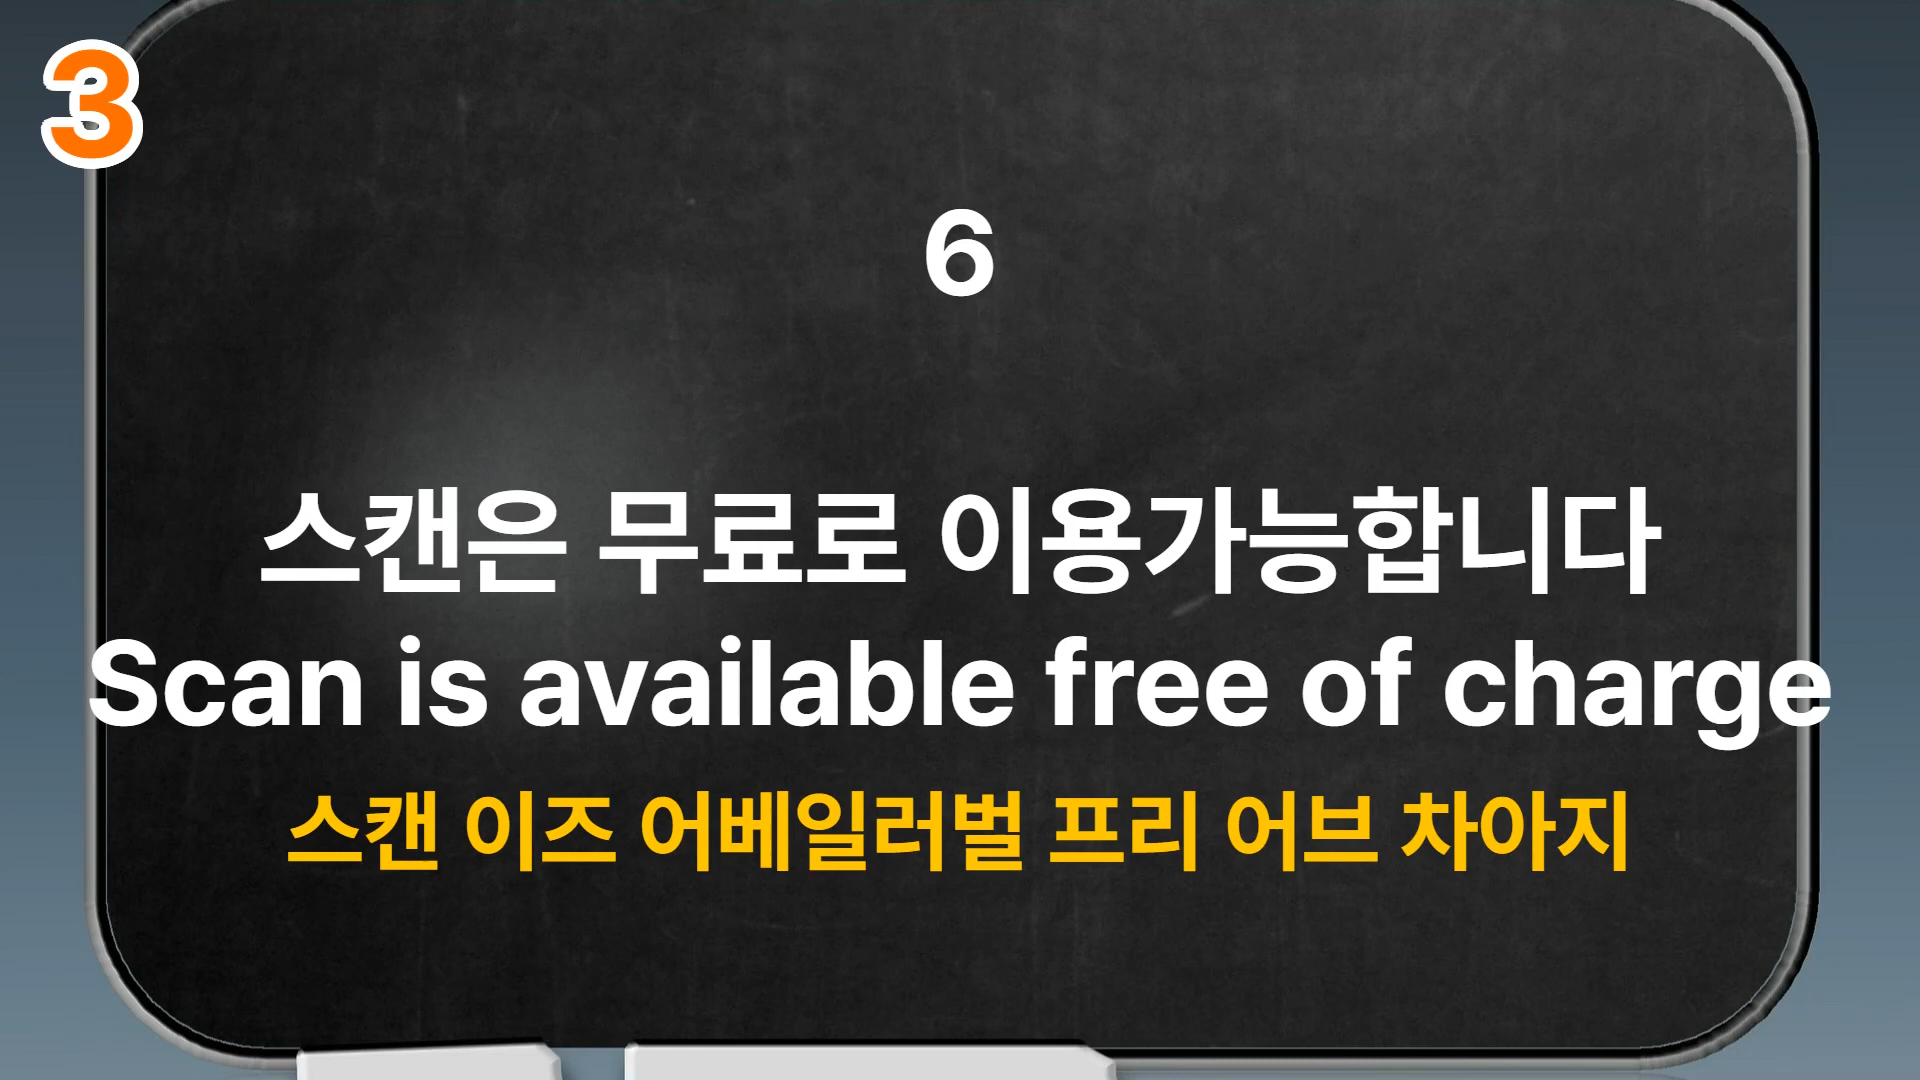 3
6
스캔은 무료로 이용가능합니다
Scan is available free of charge
스캔 이즈 어베일러벌 프리 어브 차아지